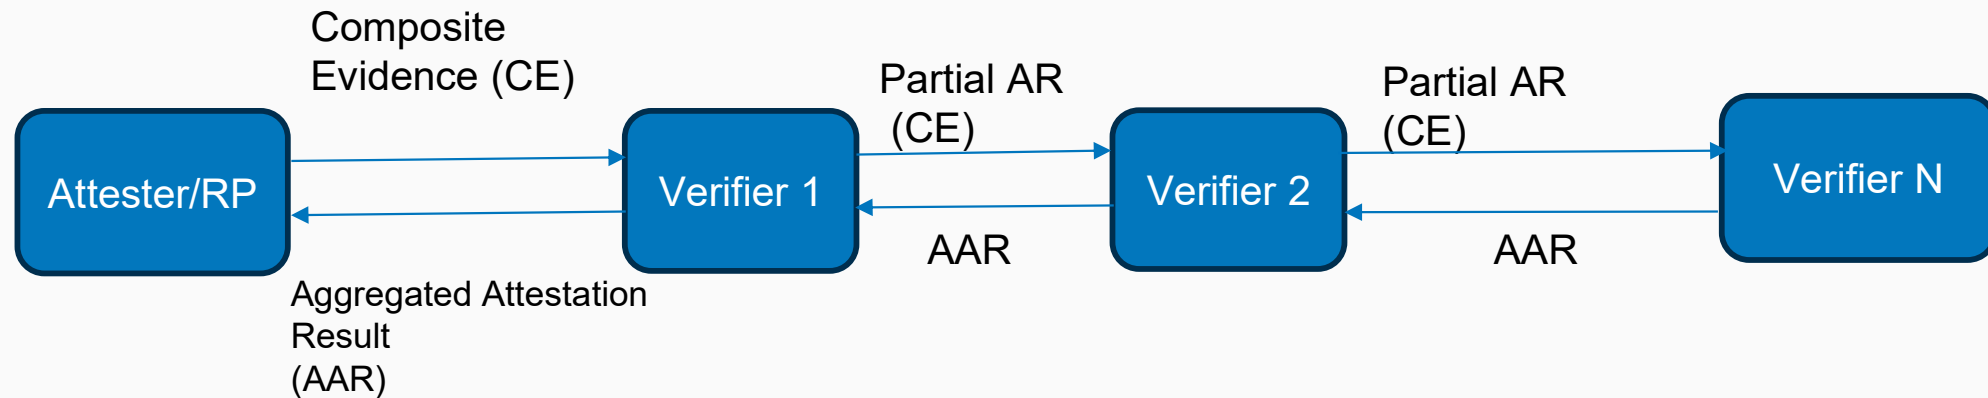 Composite
Evidence (CE)
Partial AR
(CE)
Partial AR
(CE)
Attester/RP
Verifier 1
Verifier 2
Verifier N
AAR
AAR
Aggregated Attestation
Result
(AAR)